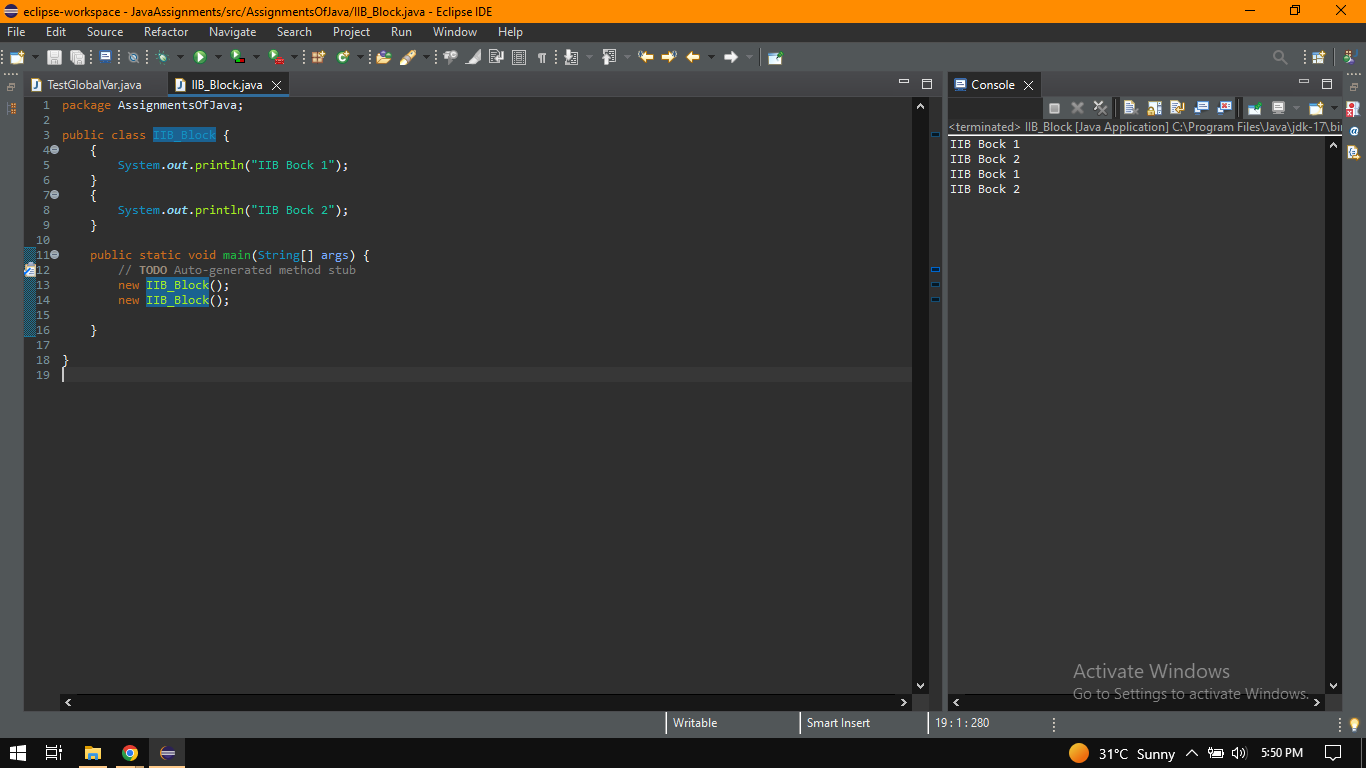 eclipse-workspace - JavaAssignments/src/AssignmentsOfJava/IIB_Block.java - Eclipse IDE
File Edit Source Refactor Navigate Search Project Run Window Help
TestGlobalVar.java IIB_Block.java
1 package AssignmentsOfJava;
2
3 public class IIB_Block {
4 {
5 System.out.println("IIB Bock 1");
6 }
7 {
8 System.out.println("IIB Bock 2");
9 }
10
11 public static void main(String[] args) {
12 // TODO Auto-generated method stub
13 new IIB_Block();
14 new IIB_Block();
15
16 }
17
18 }
19
Console
<terminated> IIB_Block [Java Application] C:\Program Files\Java\jdk-17\bin
IIB Bock 1
IIB Bock 2
IIB Bock 1
IIB Bock 2
Activate Windows
Go to Settings to activate Windows.
Writable Smart Insert 19 : 1 : 280
31°C Sunny 5:50 PM